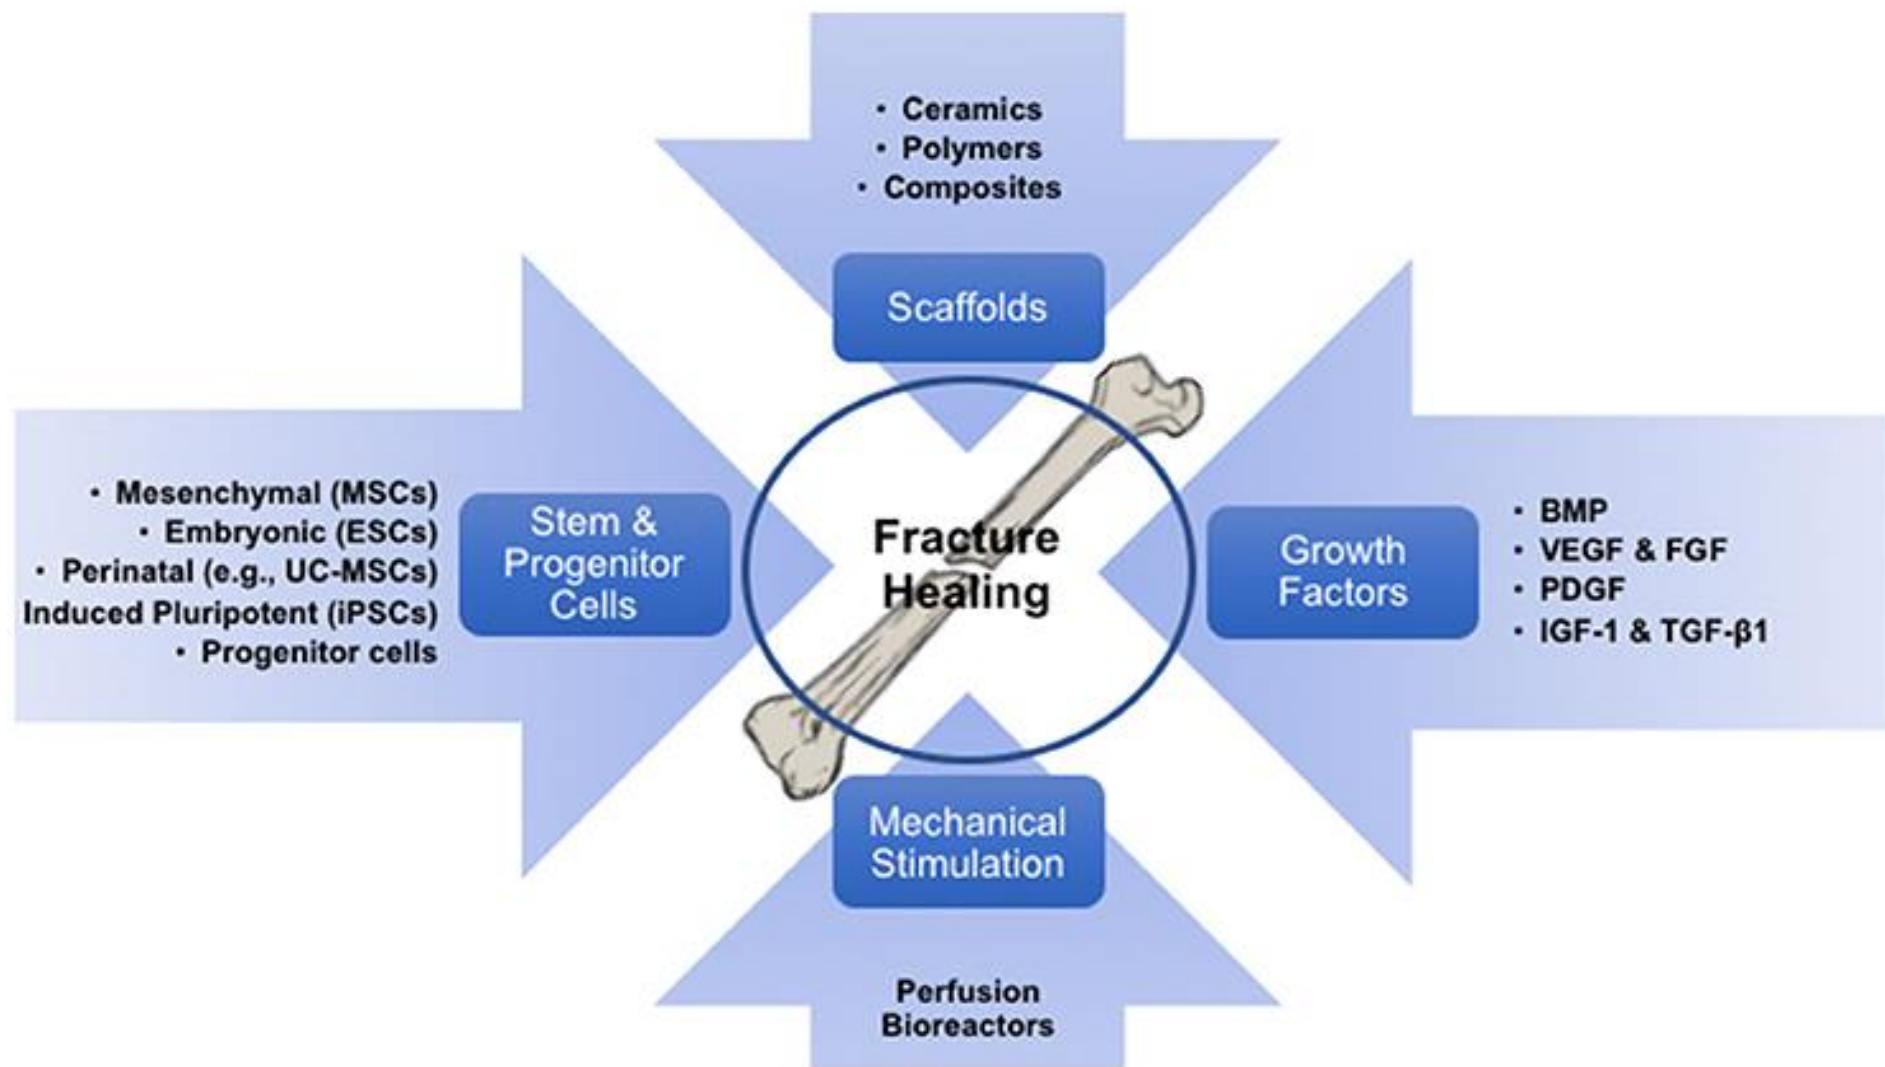 • Ceramics
• Polymers
• Composites
Scaffolds
• Mesenchymal (MSCs)
• Embryonic (ESCs)
• Perinatal (e.g., UC-MSCs)
Induced Pluripotent (iPSCs)
• Progenitor cells
Stem &
Progenitor
Cells
Fracture
Healing
Growth
Factors
• BMP
• VEGF & FGF
• PDGF
• IGF-1 & TGF-β1
Mechanical
Stimulation
Perfusion
Bioreactors